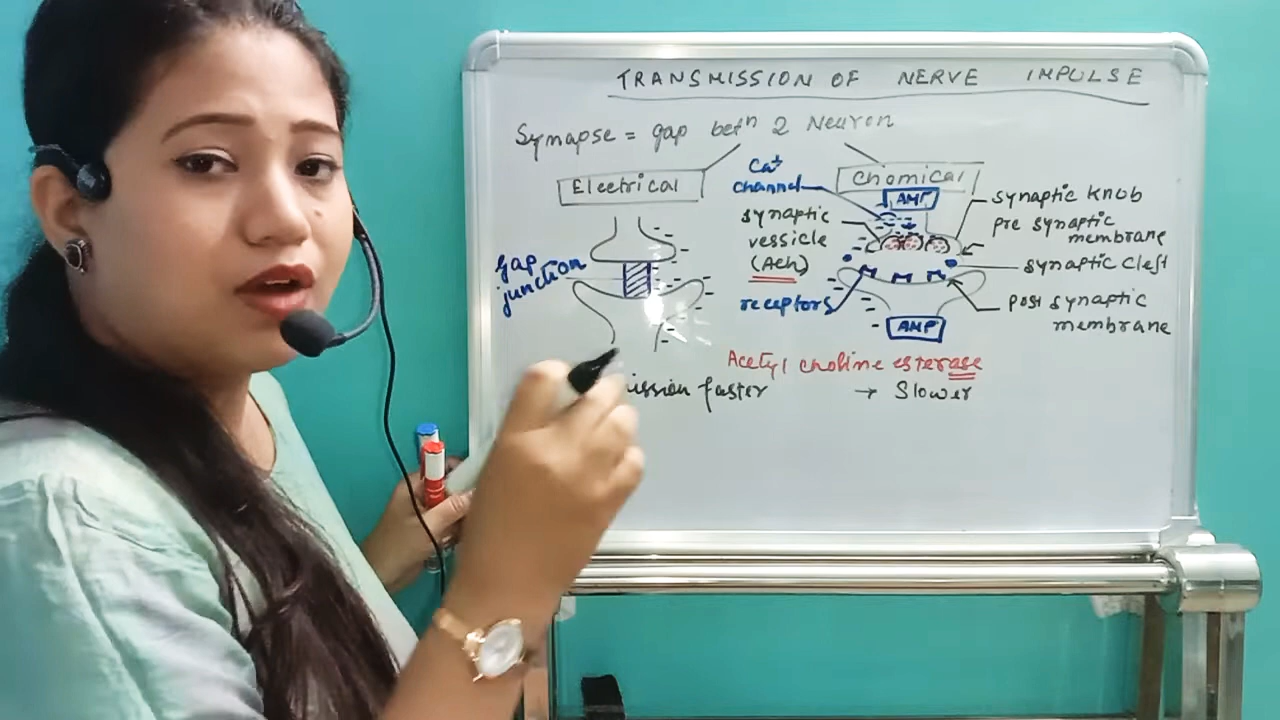 TRANSMISSION OF NERVE IMPULSE
Synapse = gap betⁿ 2 Neuron
Electrical
Chemical
Ca⁺
channel
AMP
synaptic
vessicle
(Ach)
synaptic knob
pre synaptic
membrane
synaptic cleft
post synaptic
membrane
gap
junction
receptors
AMP
Acetyl choline esterase
ission faster
→ Slower